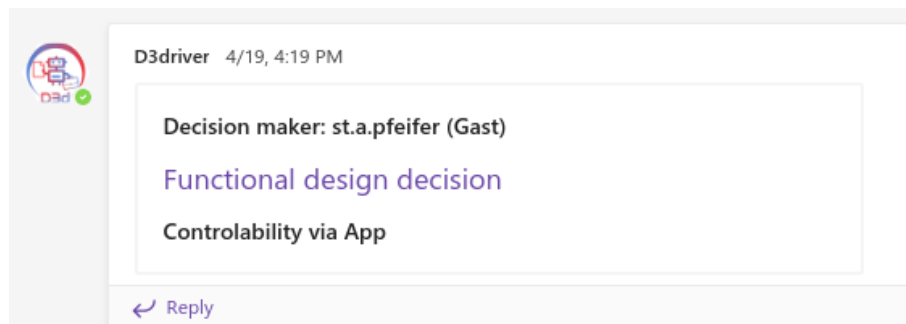 D3d
D3driver 4/19, 4:19 PM
Decision maker: st.a.pfeifer (Gast)
Functional design decision
Controlability via App
Reply